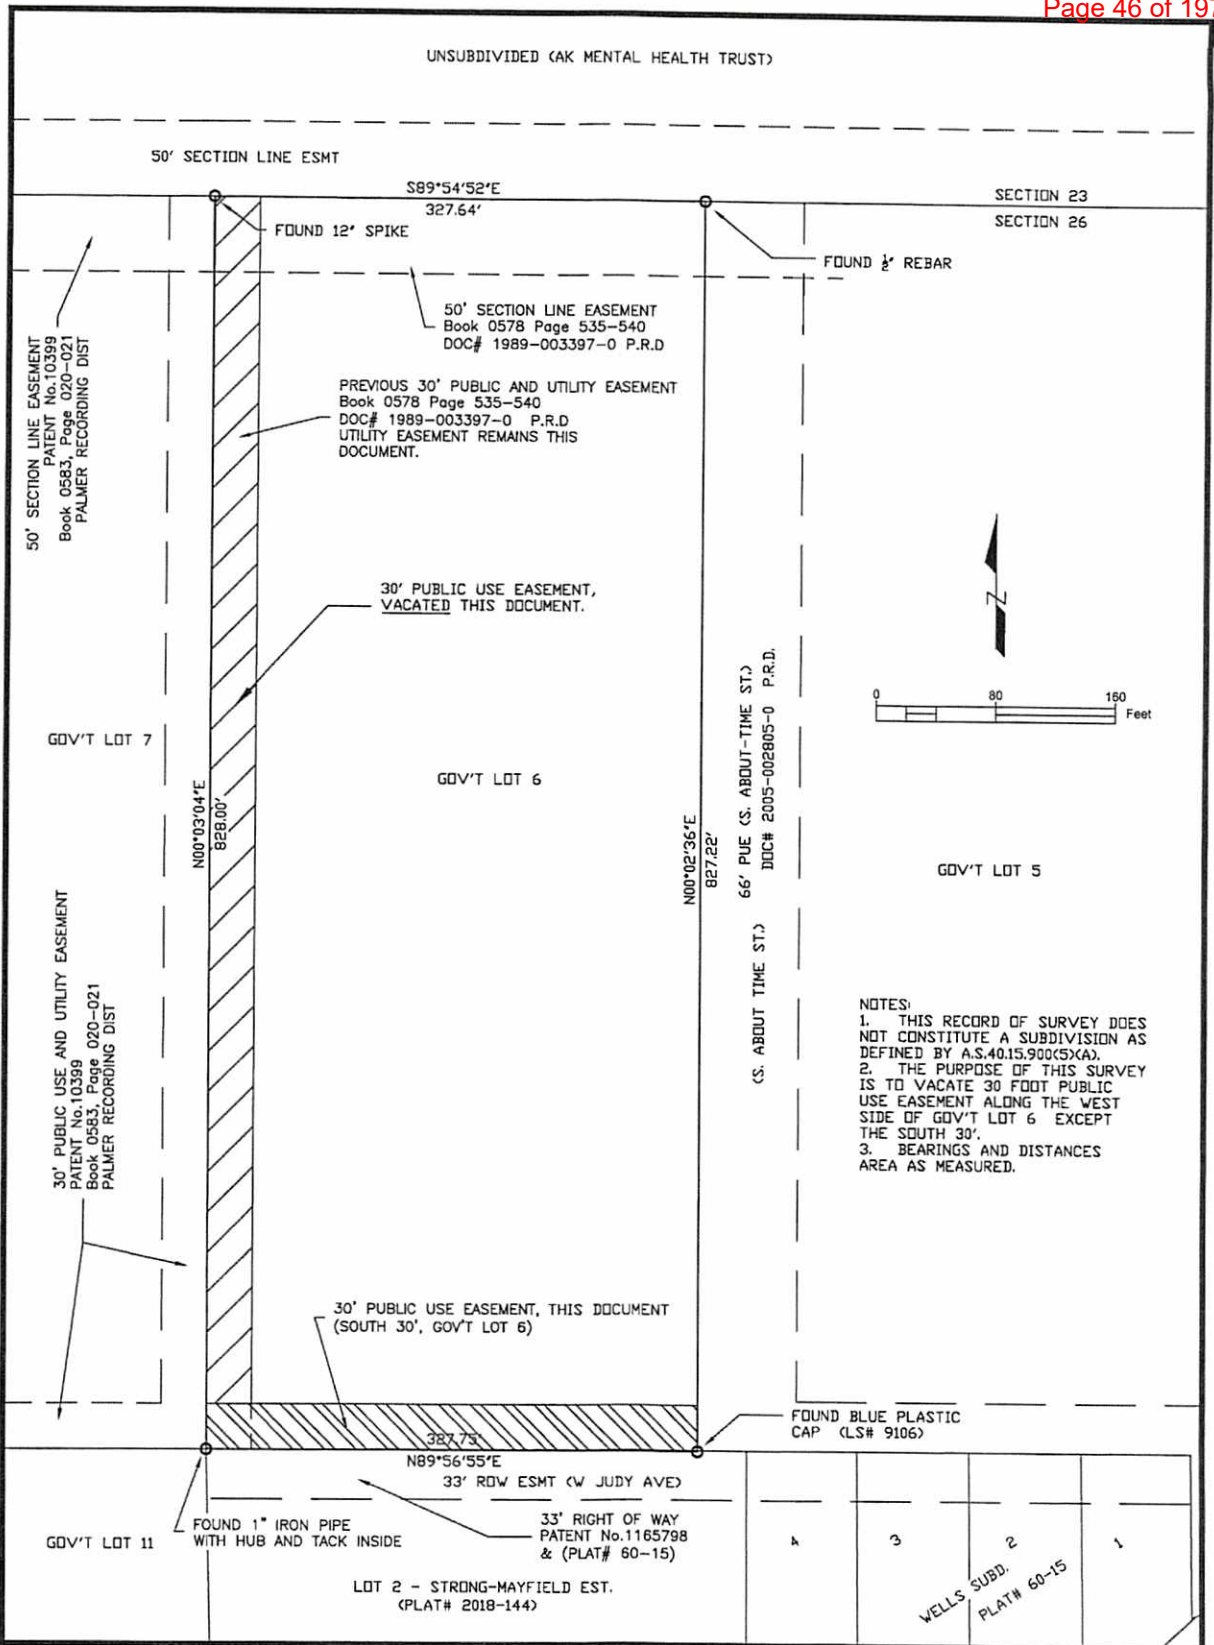 Page 46 of 197
UNSUBDIVIDED (AK MENTAL HEALTH TRUST)
50' SECTION LINE ESMT
S89°54'52"E
327.64'
SECTION 23
SECTION 26
FOUND 12" SPIKE
FOUND ½" REBAR
50' SECTION LINE EASEMENT
Book 0578 Page 535-540
DOC# 1989-003397-0 P.R.D
50' SECTION LINE EASEMENT
PATENT No.10399
Book 0583, Page 020-021
PALMER RECORDING DIST
PREVIOUS 30' PUBLIC AND UTILITY EASEMENT
Book 0578 Page 535-540
DOC# 1989-003397-0 P.R.D
UTILITY EASEMENT REMAINS THIS
DOCUMENT.
30' PUBLIC USE EASEMENT,
VACATED THIS DOCUMENT.
N
0 80 160
Feet
GOV'T LOT 7
GOV'T LOT 6
N00°03'04"E
828.00'
N00°02'36"E
827.22'
66' PUE (S. ABOUT-TIME ST.)
DOC# 2005-002805-0 P.R.D.
(S. ABOUT TIME ST.)
GOV'T LOT 5
30' PUBLIC USE AND UTILITY EASEMENT
PATENT No.10399
Book 0583, Page 020-021
PALMER RECORDING DIST
NOTES:
1. THIS RECORD OF SURVEY DOES
NOT CONSTITUTE A SUBDIVISION AS
DEFINED BY A.S.40.15.900(5)(A).
2. THE PURPOSE OF THIS SURVEY
IS TO VACATE 30 FOOT PUBLIC
USE EASEMENT ALONG THE WEST
SIDE OF GOV'T LOT 6 EXCEPT
THE SOUTH 30'.
3. BEARINGS AND DISTANCES
AREA AS MEASURED.
30' PUBLIC USE EASEMENT, THIS DOCUMENT
(SOUTH 30', GOV'T LOT 6)
FOUND BLUE PLASTIC
CAP (LS# 9106)
327.75'
N89°56'55"E
33' ROW ESMT (W JUDY AVE)
FOUND 1" IRON PIPE
WITH HUB AND TACK INSIDE
33' RIGHT OF WAY
PATENT No.1165798
& (PLAT# 60-15)
GOV'T LOT 11
LOT 2 - STRONG-MAYFIELD EST.
(PLAT# 2018-144)
4 3 2 1
WELLS SUBD.
PLAT# 60-15